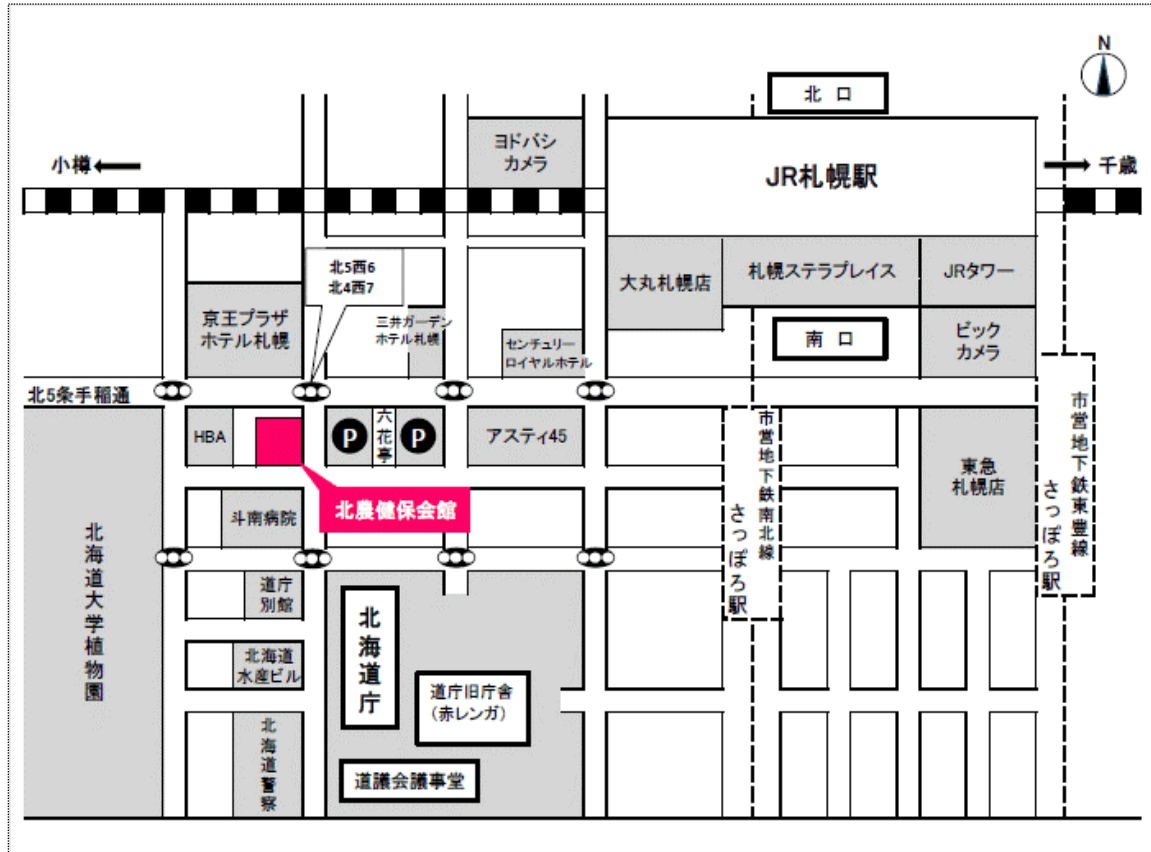 N
北 口
ヨドバシ
カメラ
小樽
JR札幌駅
千歳
北5西6
北4西7
大丸札幌店
札幌ステラプレイス
JRタワー
京王プラザ
ホテル札幌
三井ガーデン
ホテル札幌
センチュリー
ロイヤルホテル
南 口
ビック
カメラ
北5条手稲通
HBA
P
六花亭
P
アスティ45
市営地下鉄南北線
さっぽろ駅
東急
札幌店
市営地下鉄東豊線
さっぽろ駅
北農健保会館
斗南病院
北海道大学植物園
道庁
別館
北海道庁
北海道
水産ビル
道庁旧庁舎
(赤レンガ)
北海道警察
道議会議事堂